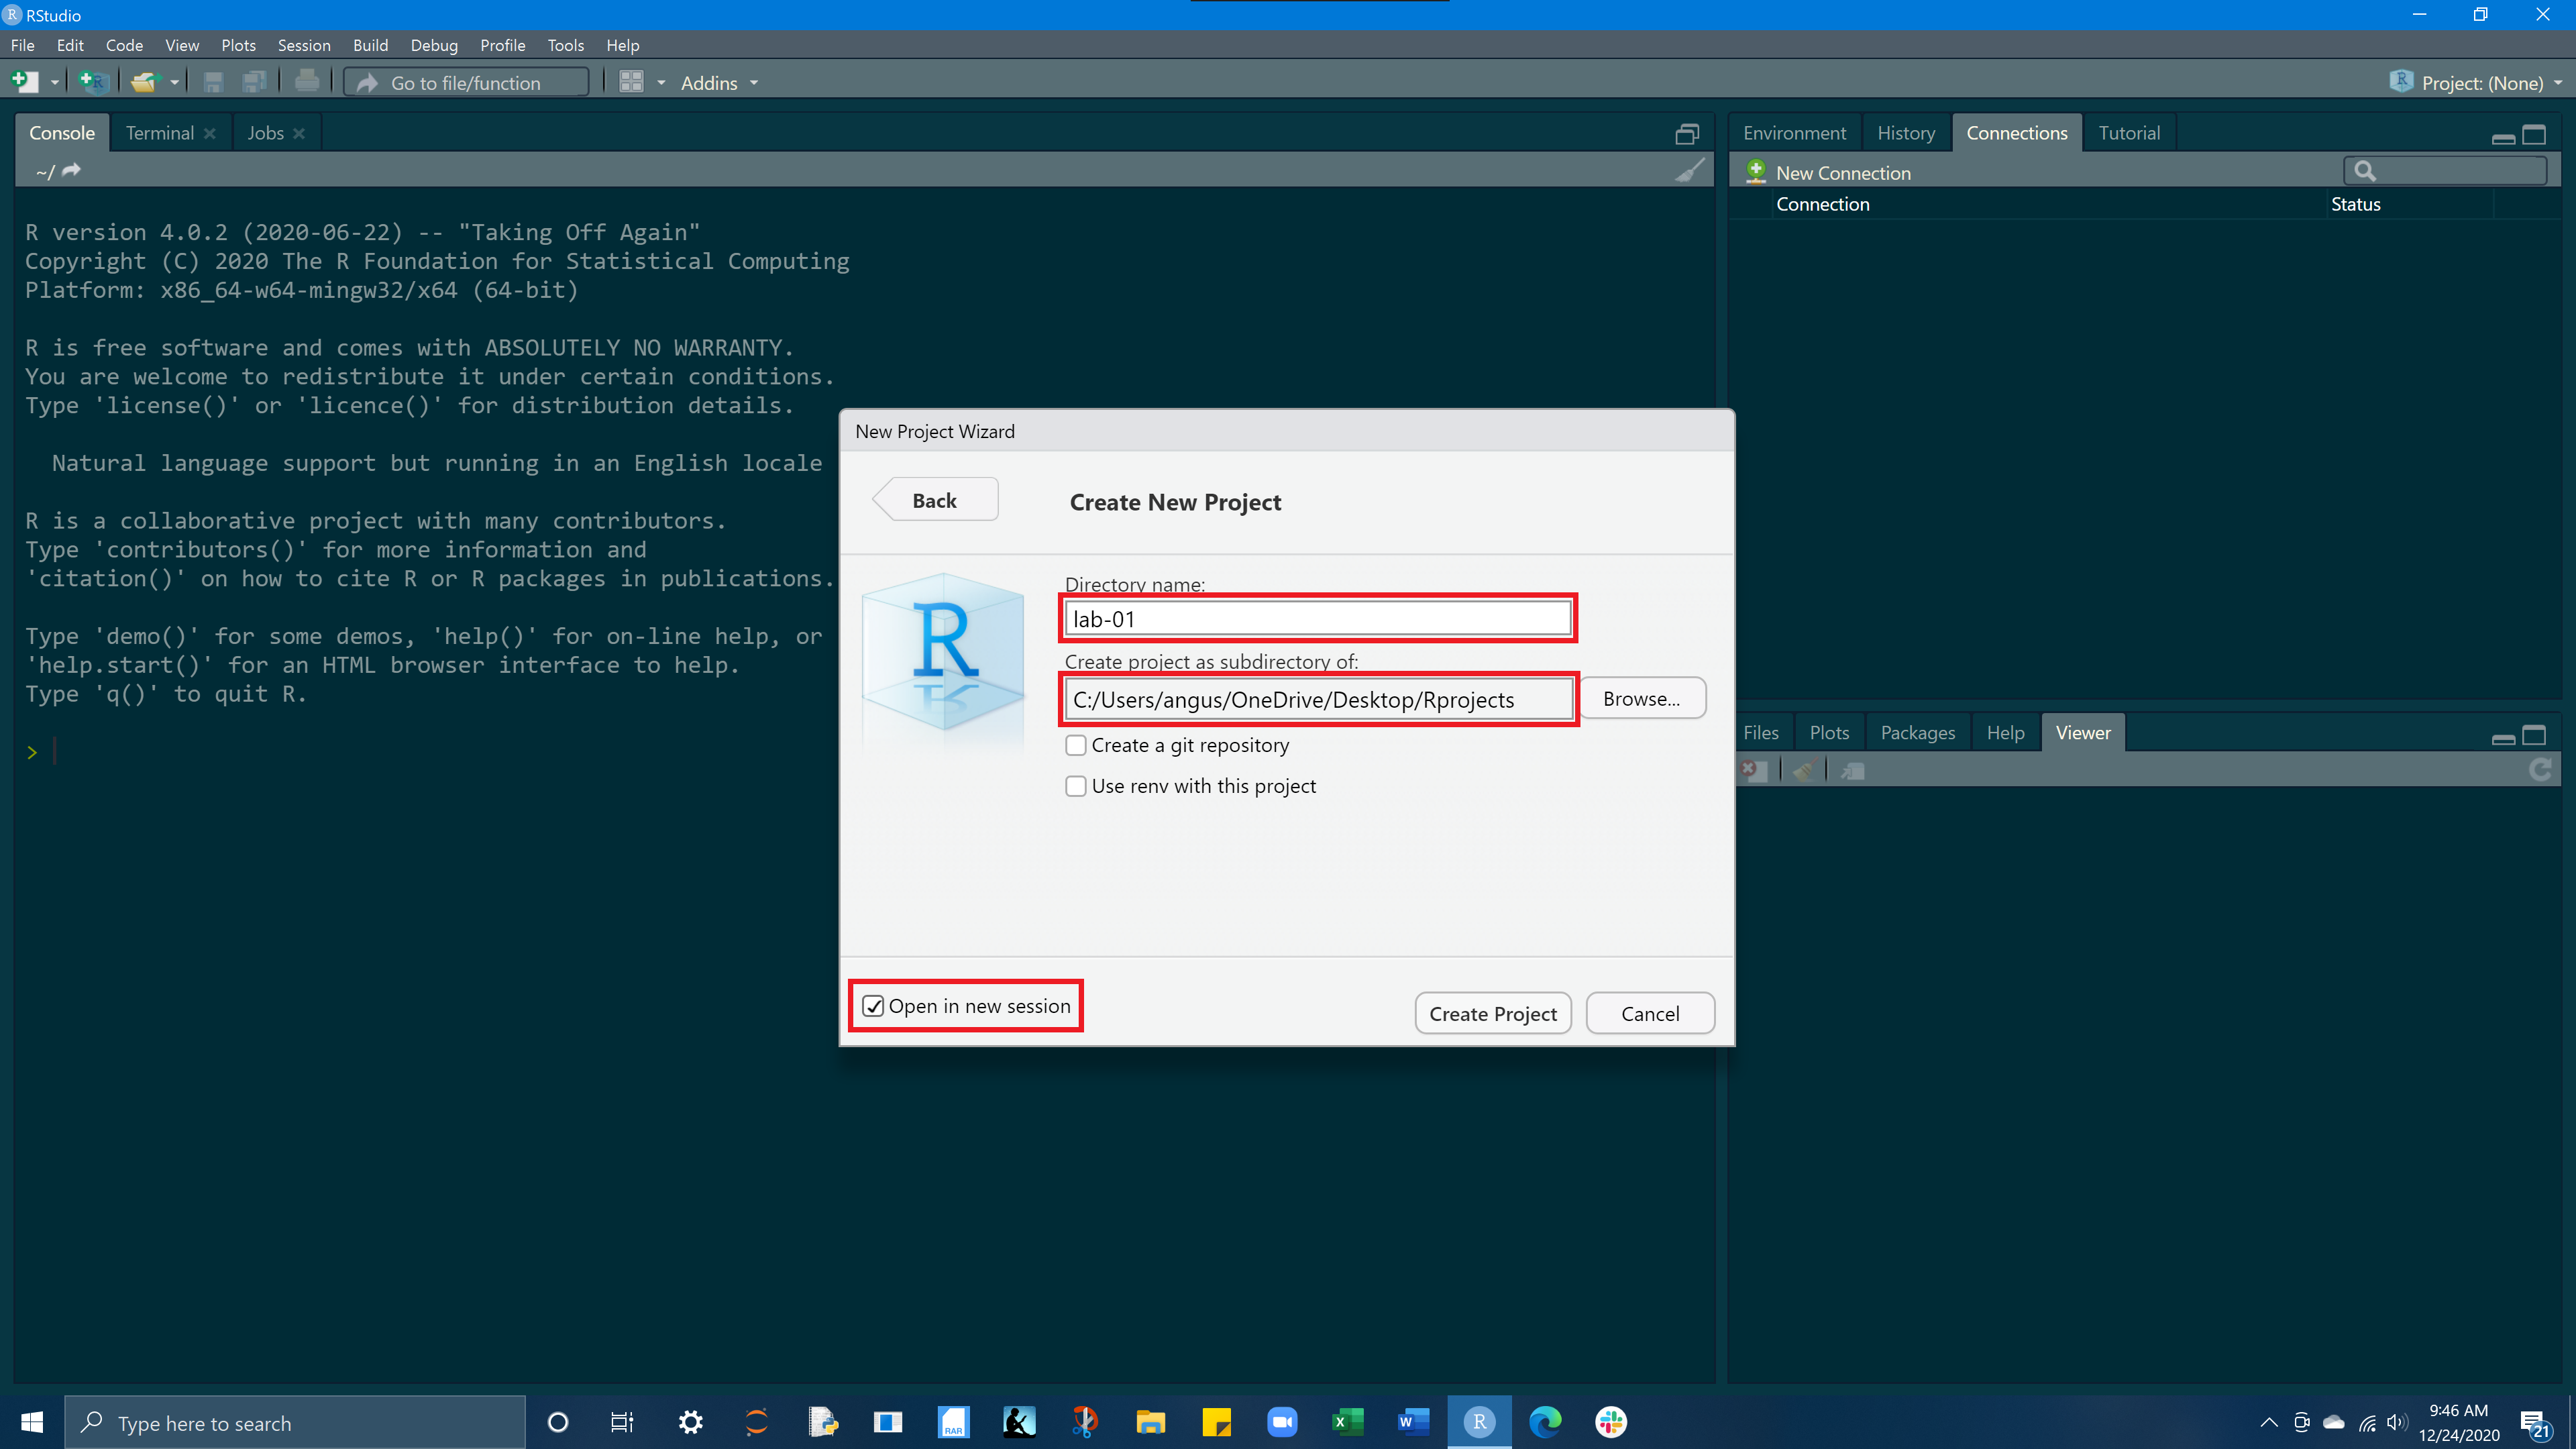 RStudio
File Edit Code View Plots Session Build Debug Profile Tools Help
Go to file/function
Addins
Project: (None)
Console Terminal Jobs
Environment History Connections Tutorial
~/
New Connection
Connection Status
R version 4.0.2 (2020-06-22) -- "Taking Off Again"
Copyright (C) 2020 The R Foundation for Statistical Computing
Platform: x86_64-w64-mingw32/x64 (64-bit)
R is free software and comes with ABSOLUTELY NO WARRANTY.
You are welcome to redistribute it under certain conditions.
Type 'license()' or 'licence()' for distribution details.
Natural language support but running in an English locale
R is a collaborative project with many contributors.
Type 'contributors()' for more information and
'citation()' on how to cite R or R packages in publications.
Type 'demo()' for some demos, 'help()' for on-line help, or
'help.start()' for an HTML browser interface to help.
Type 'q()' to quit R.
>
New Project Wizard
Back
Create New Project
R
Directory name:
lab-01
Create project as subdirectory of:
C:/Users/angus/OneDrive/Desktop/Rprojects
Browse...
Create a git repository
Use renv with this project
Open in new session
Create Project
Cancel
Files Plots Packages Help Viewer
Type here to search
RAR
9:46 AM
12/24/2020
21